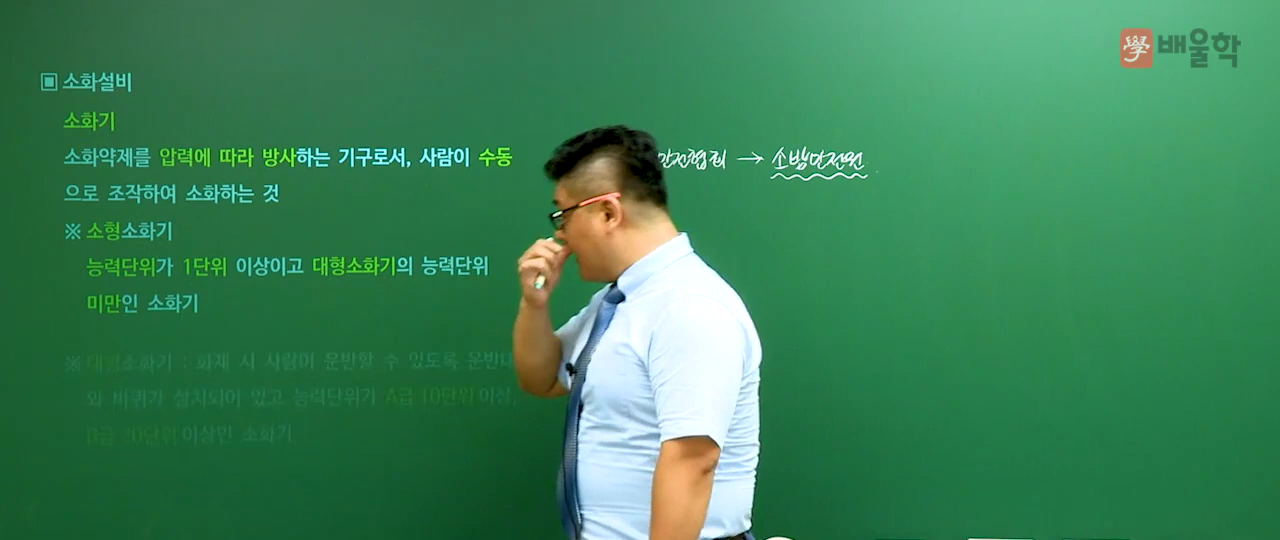 學 배울학
▣ 소화설비
소화기
소화약제를 압력에 따라 방사하는 기구로서, 사람이 수동
으로 조작하여 소화하는 것
※ 소형소화기
능력단위가 1단위 이상이고 대형소화기의 능력단위
미만인 소화기
※ 대형소화기 : 화재 시 사람이 운반할 수 있도록 운반대
와 바퀴가 설치되어 있고 능력단위가 A급 10단위 이상,
B급 20단위 이상인 소화기
안전협회 → 소방안전원